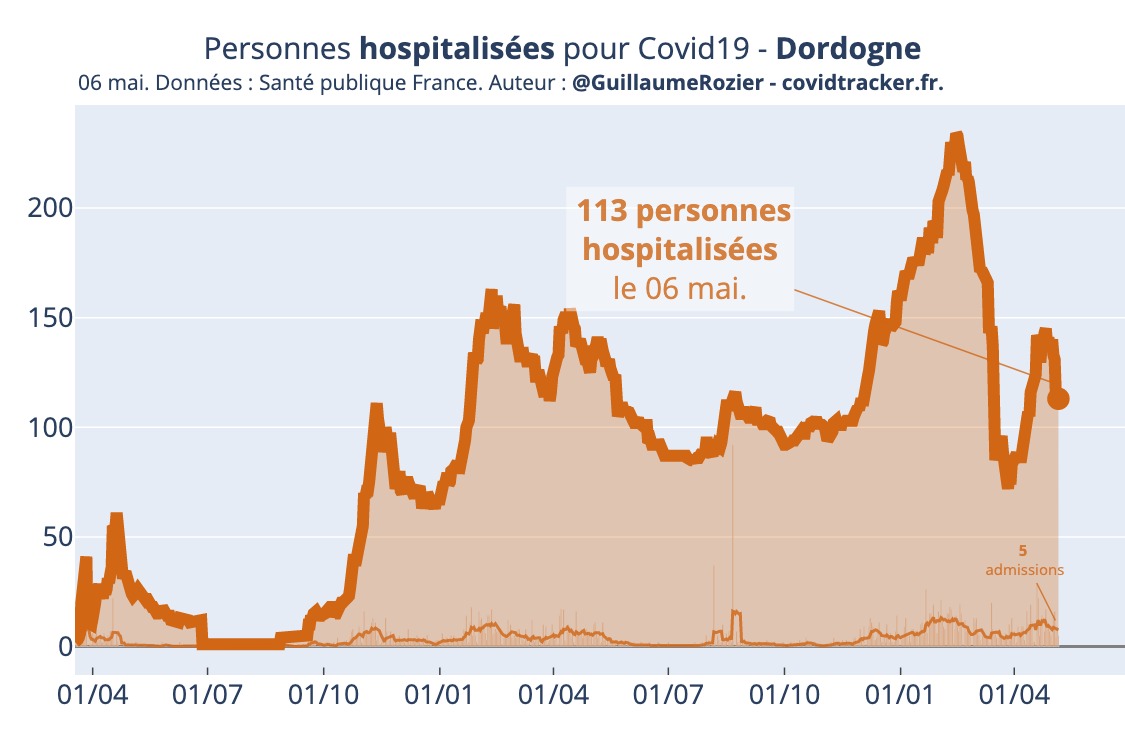 Personnes hospitalisées pour Covid19 - Dordogne
06 mai. Données : Santé publique France. Auteur : @GuillaumeRozier - covidtracker.fr.
200
150
100
50
0
113 personnes
hospitalisées
le 06 mai.
5
admissions
01/04 01/07 01/10 01/01 01/04 01/07 01/10 01/01 01/04